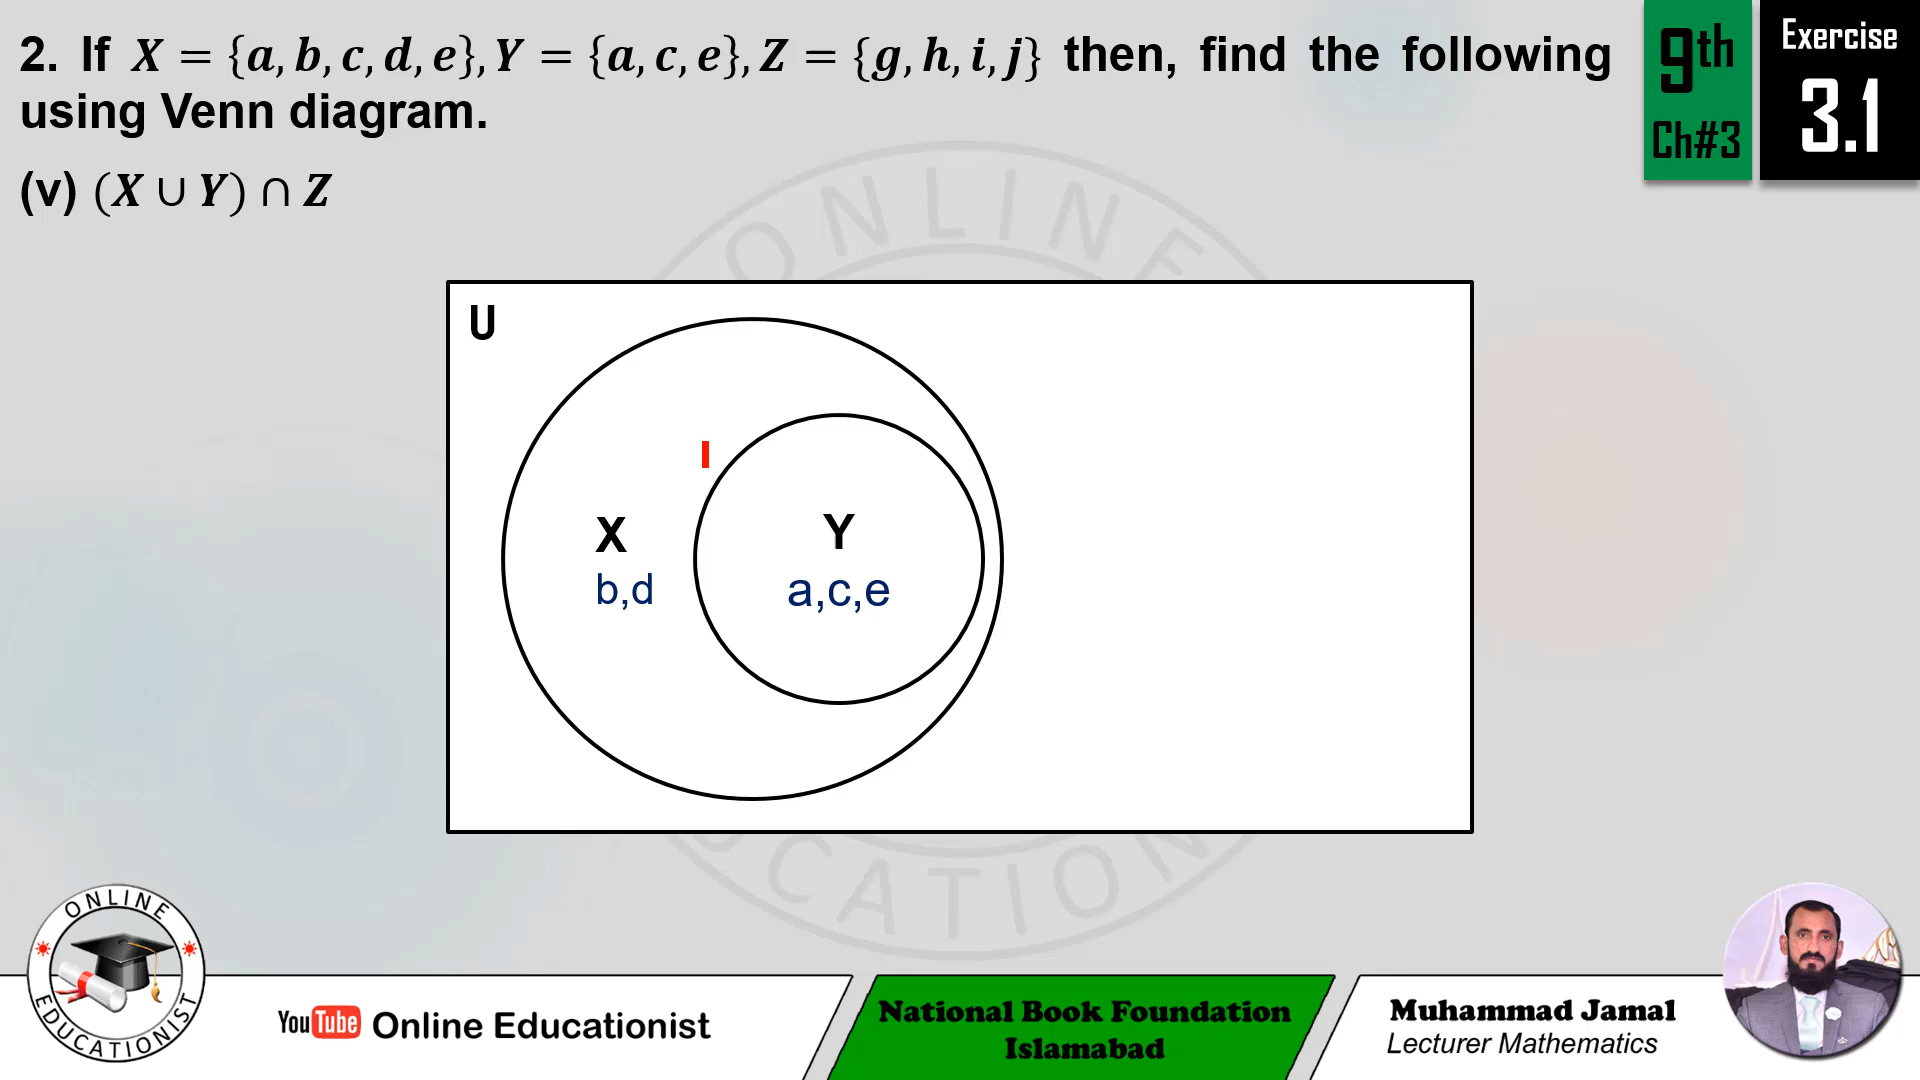 2. If X = {a, b, c, d, e}, Y = {a, c, e}, Z = {g, h, i, j} then, find the following
using Venn diagram.
(v) (X ∪ Y) ∩ Z
9th
Ch#3
Exercise
3.1
U
I
X
b,d
Y
a,c,e
ONLINE
EDUCATIONIST
YouTube Online Educationist
National Book Foundation
Islamabad
Muhammad Jamal
Lecturer Mathematics